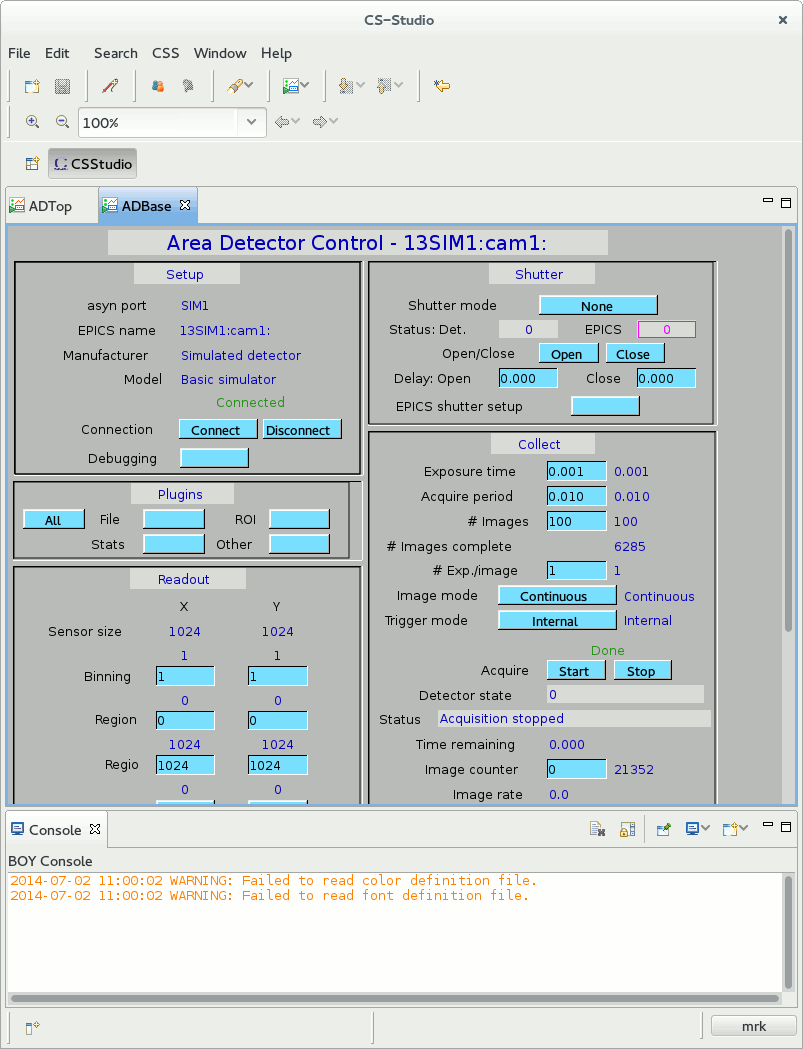 CS-Studio
File Edit Search CSS Window Help
100%
CSStudio
ADTop ADBase
Area Detector Control - 13SIM1:cam1:
Setup
asyn port SIM1
EPICS name 13SIM1:cam1:
Manufacturer Simulated detector
Model Basic simulator
Connected
Connection Connect Disconnect
Debugging
Plugins
All File ROI
Stats Other
Readout
X Y
Sensor size 1024 1024
1 1
Binning 1 1
0 0
Region 0 0
1024 1024
Regio 1024 1024
0 0
Shutter
Shutter mode None
Status: Det. 0 EPICS 0
Open/Close Open Close
Delay: Open 0.000 Close 0.000
EPICS shutter setup
Collect
Exposure time 0.001 0.001
Acquire period 0.010 0.010
# Images 100 100
# Images complete 6285
# Exp./image 1 1
Image mode Continuous Continuous
Trigger mode Internal Internal
Done
Acquire Start Stop
Detector state 0
Status Acquisition stopped
Time remaining 0.000
Image counter 0 21352
Image rate 0.0
Console
BOY Console
2014-07-02 11:00:02 WARNING: Failed to read color definition file.
2014-07-02 11:00:02 WARNING: Failed to read font definition file.
mrk